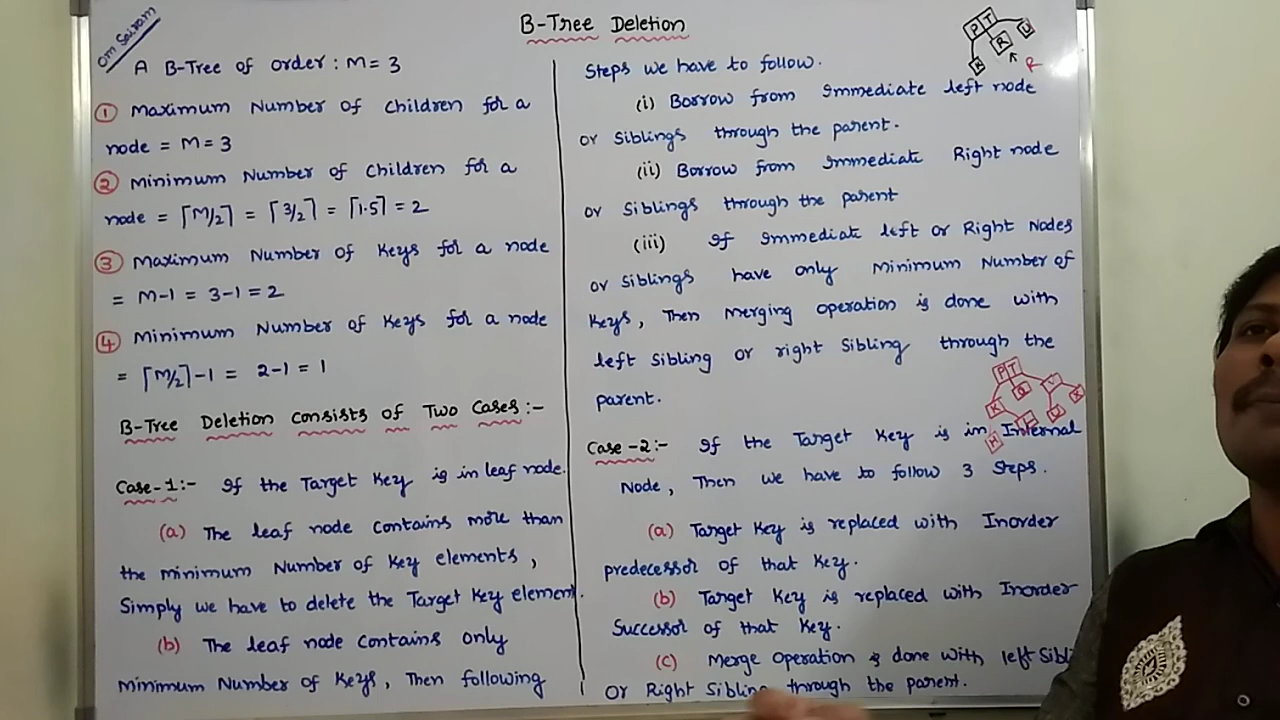 B-Tree Deletion
Om Sairam
A B-Tree of order : M = 3
① Maximum Number of children for a
node = M = 3
② Minimum Number of children for a
node = ⌈M/2⌉ = ⌈3/2⌉ = ⌈1.5⌉ = 2
③ Maximum Number of Keys for a node
= M-1 = 3-1 = 2
④ Minimum Number of Keys for a node
= ⌈M/2⌉-1 = 2-1 = 1
B-Tree Deletion consists of Two Cases:-
Case-1:- If the Target Key is in leaf node.
(a) The leaf node contains more than
the minimum Number of Key elements,
Simply we have to delete the Target Key element.
(b) The leaf node contains only
Minimum Number of Keys, Then following
Steps we have to follow.
(i) Borrow from Immediate left node
or Siblings through the parent.
(ii) Borrow from Immediate Right node
or Siblings through the parent
(iii) If Immediate left or Right Nodes
or Siblings have only Minimum Number of
Keys, Then Merging operation is done with
left Sibling or right Sibling through the
parent.
Case-2:- If the Target Key is in Internal
Node, Then we have to follow 3 Steps.
(a) Target Key is replaced with Inorder
predecessor of that Key.
(b) Target Key is replaced with Inorder
Successor of that Key.
(c) Merge Operation is done with left Sibli
Or Right Sibling through the parent.
P T
R
P T